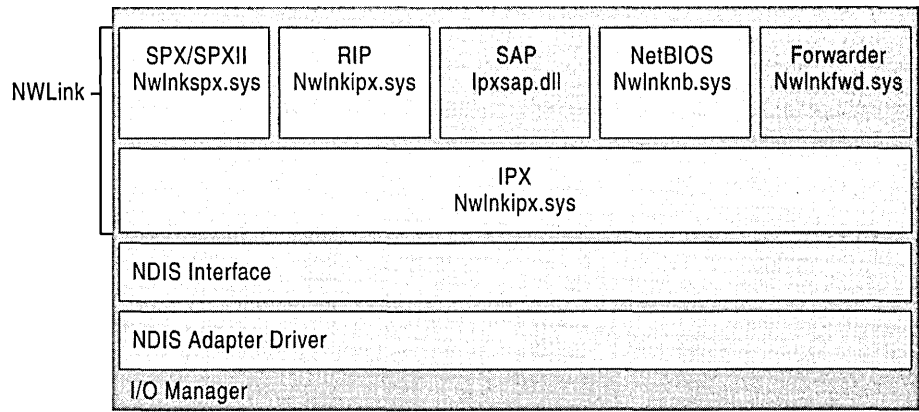 NWLink
SPX/SPXII
Nwlnkspx.sys
RIP
Nwlnkipx.sys
SAP
Ipxsap.dll
NetBIOS
Nwlnknb.sys
Forwarder
Nwlnkfwd.sys
IPX
Nwlnkipx.sys
NDIS Interface
NDIS Adapter Driver
I/O Manager